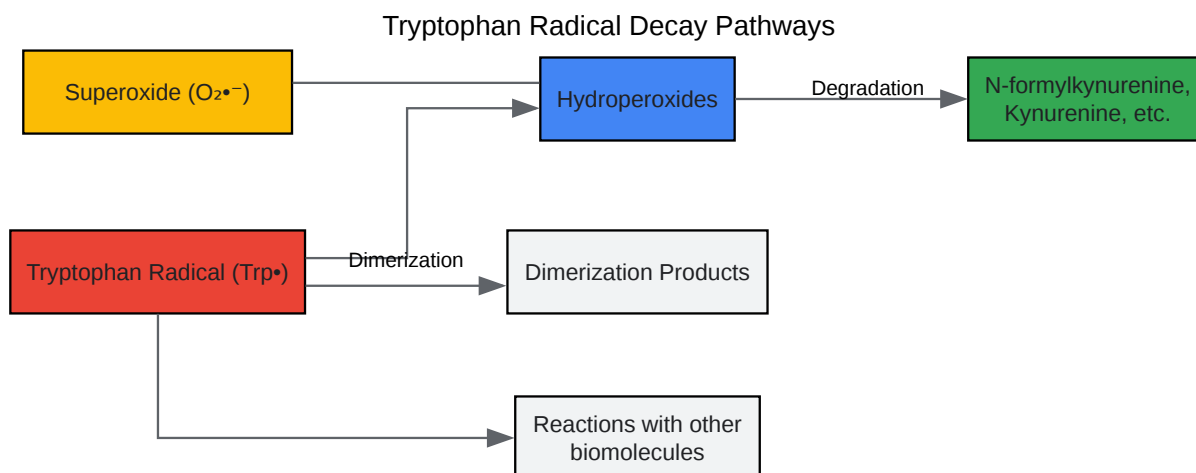 Tryptophan Radical Decay Pathways
Superoxide (O₂•⁻)
Hydroperoxides
Degradation
N-formylkynurenine,
Kynurenine, etc.
Tryptophan Radical (Trp•)
Dimerization
Dimerization Products
Reactions with other
biomolecules